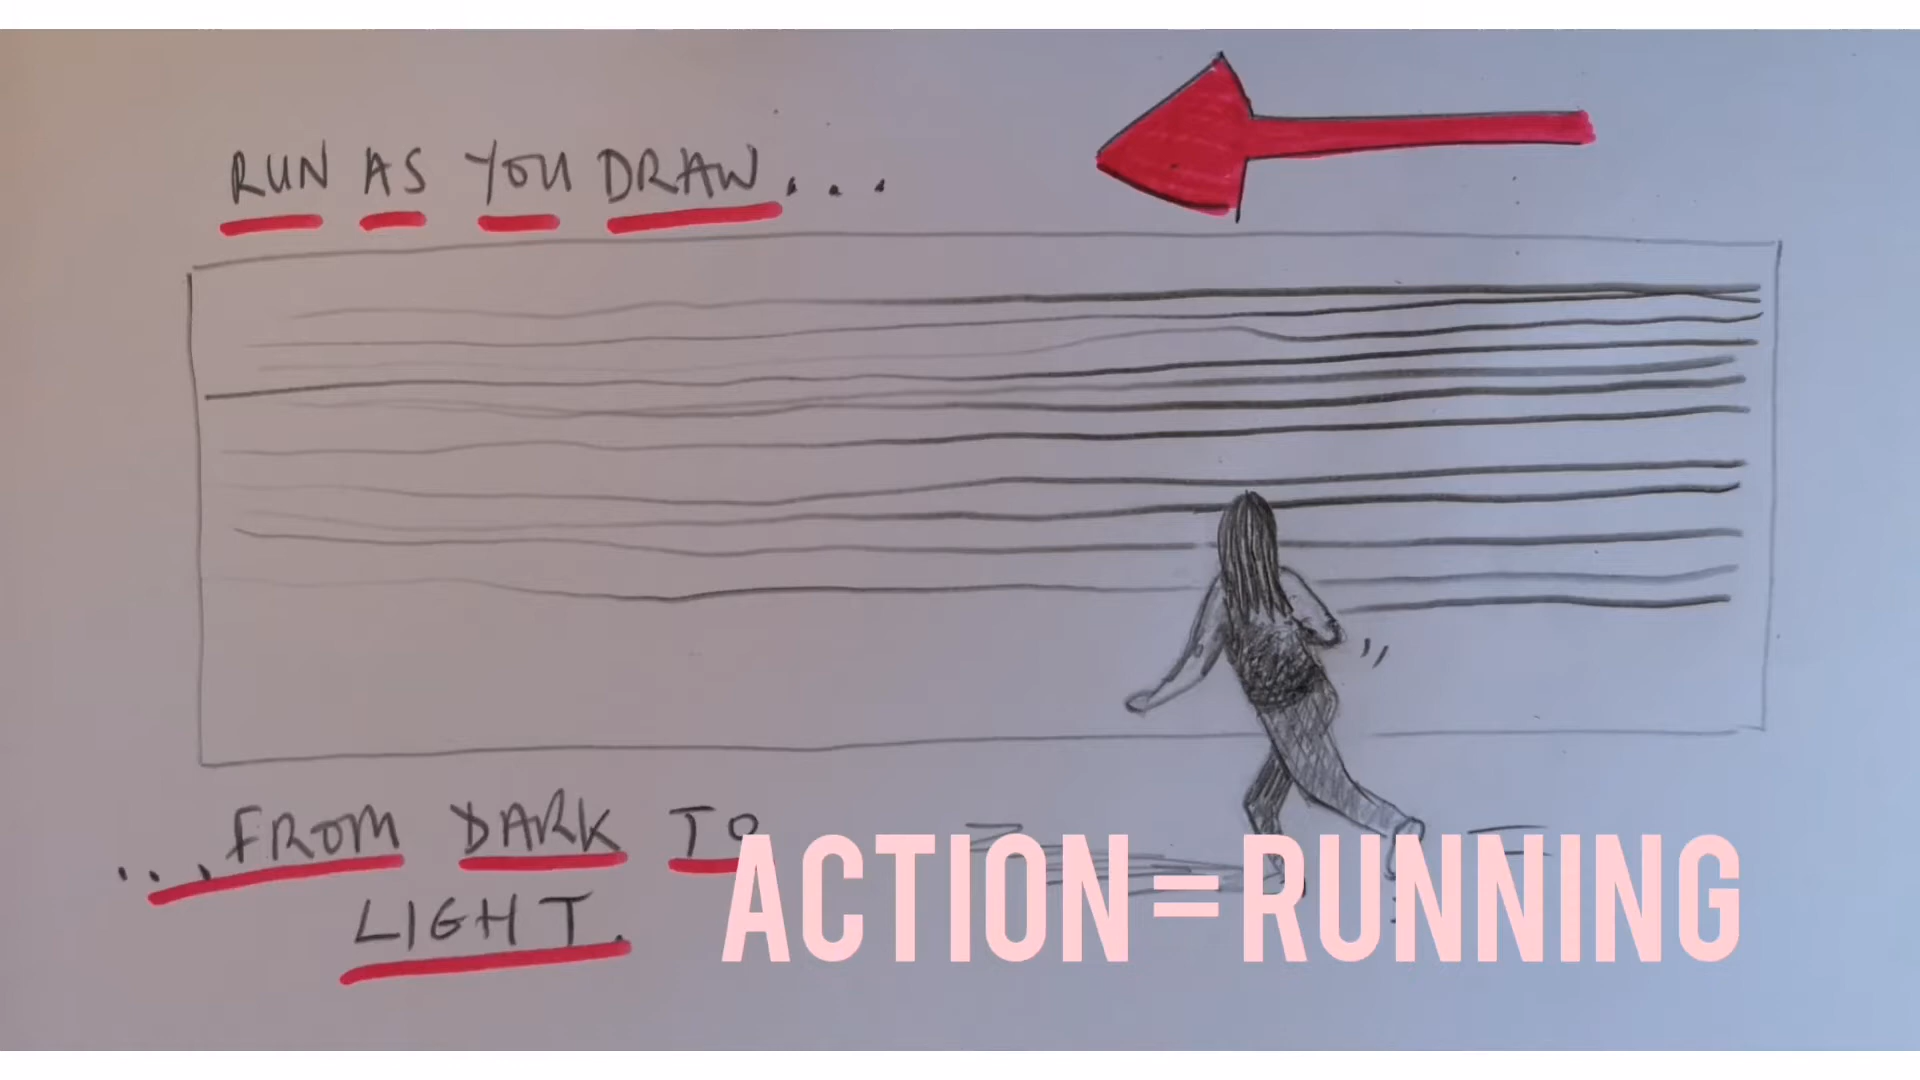 RUN AS YOU DRAW...
...FROM DARK TO
LIGHT.
ACTION = RUNNING